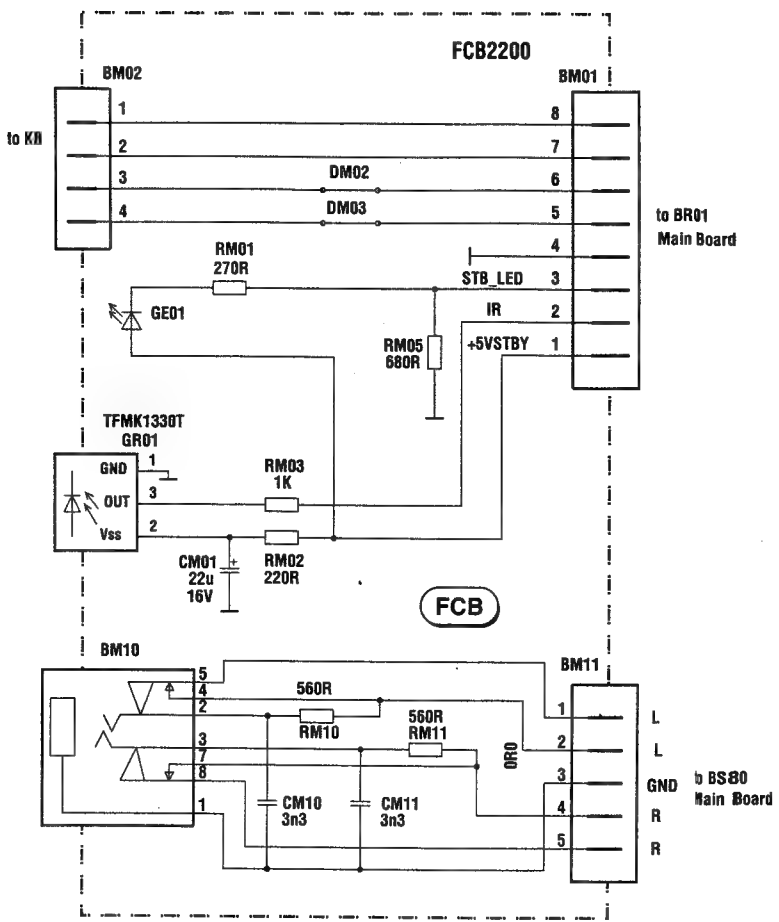 FCB2200
BM02
BM01
1
8
to KB
2
7
3
DM02
6
4
DM03
5
to BR01
Main Board
4
RM01
270R
STB_LED
3
GE01
IR
2
RM05
680R
+5VSTBY
1
TFMK1330T
GR01
GND
1
RM03
1K
OUT
3
Vss
2
CM01
22u
16V
+
RM02
220R
FCB
BM10
BM11
5
4
2
560R
RM10
560R
RM11
1
L
3
7
8
0R0
2
L
3
GND
to BS80
Main Board
1
CM10
3n3
CM11
3n3
4
R
5
R